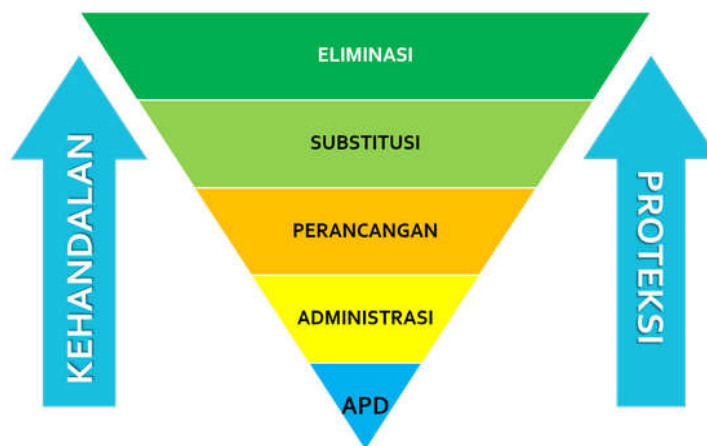 ELIMINASI
SUBSTITUSI
PERANCANGAN
ADMINISTRASI
APD
KEHANDALAN
PROTEKSI